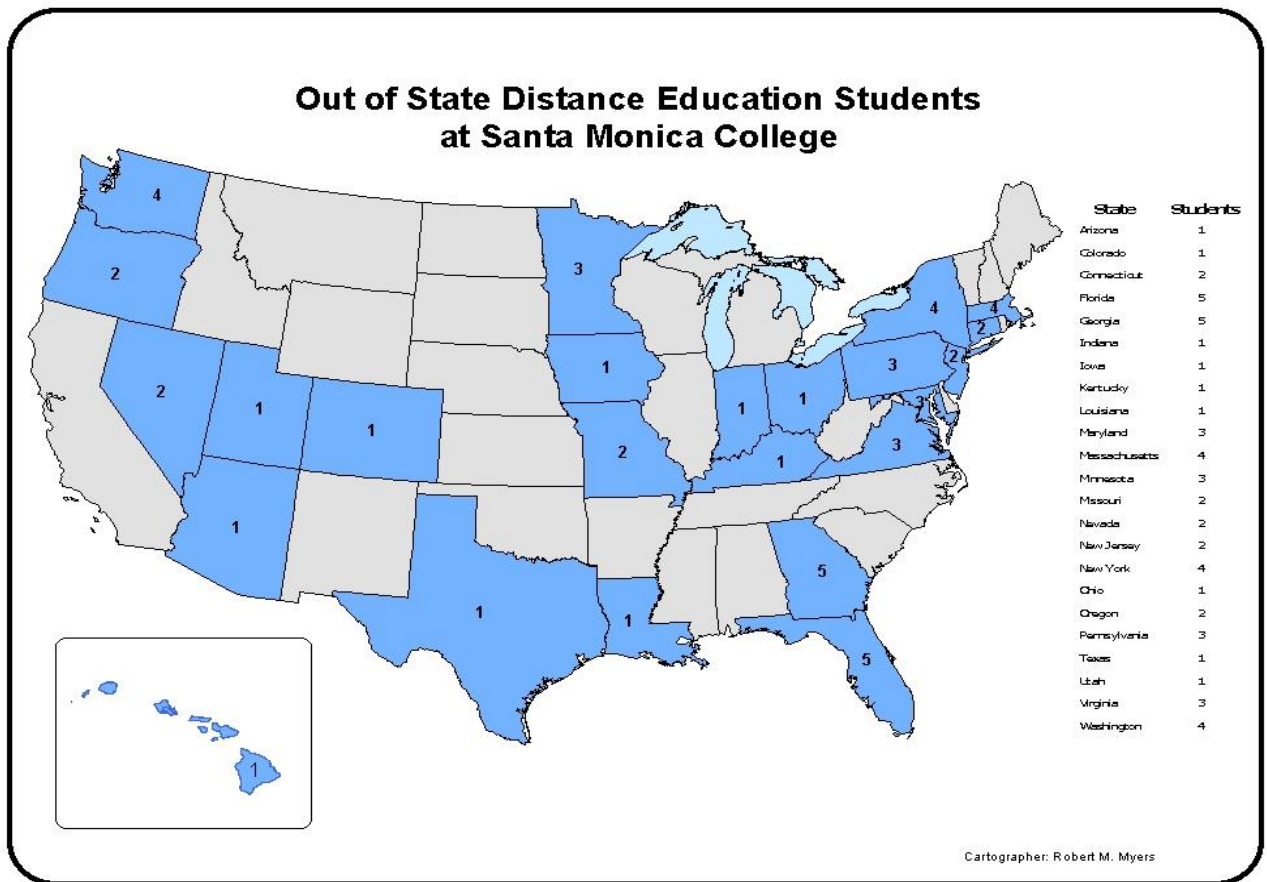 Out of State Distance Education Students
at Santa Monica College
4
2
3
4
4
2
1
3
2
2
1
1
1
1
3
1
2
1
3
1
5
1
1
5
1
State Students
Arizona 1
Colorado 1
Connecticut 2
Florida 5
Georgia 5
Indiana 1
Iowa 1
Kentucky 1
Louisiana 1
Maryland 3
Massachusetts 4
Minnesota 3
Missouri 2
Nevada 2
New Jersey 2
New York 4
Ohio 1
Oregon 2
Pennsylvania 3
Texas 1
Utah 1
Virginia 3
Washington 4
Cartographer: Robert M. Myers